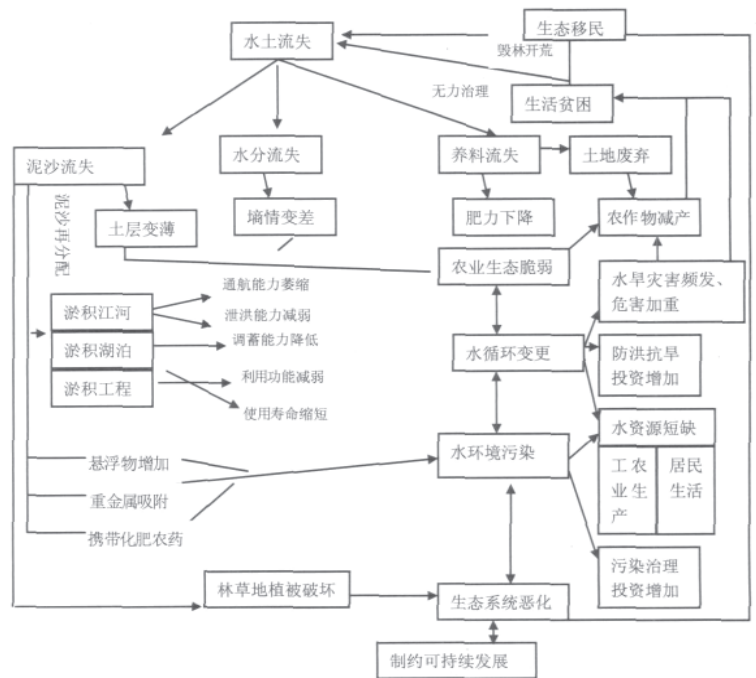 生态移民
水土流失
毁林开荒
无力治理
生活贫困
泥沙流失
水分流失
养料流失
土地废弃
泥沙再分配
土层变薄
墒情变差
肥力下降
农作物减产
农业生态脆弱
水旱灾害频发、
危害加重
通航能力萎缩
淤积江河
泄洪能力减弱
淤积湖泊
调蓄能力降低
水循环变更
防洪抗旱
投资增加
淤积工程
利用功能减弱
使用寿命缩短
水资源短缺
悬浮物增加
水环境污染
工农
业生
产
居民
生活
重金属吸附
携带化肥农药
污染治理
投资增加
林草地植被破坏
生态系统恶化
制约可持续发展